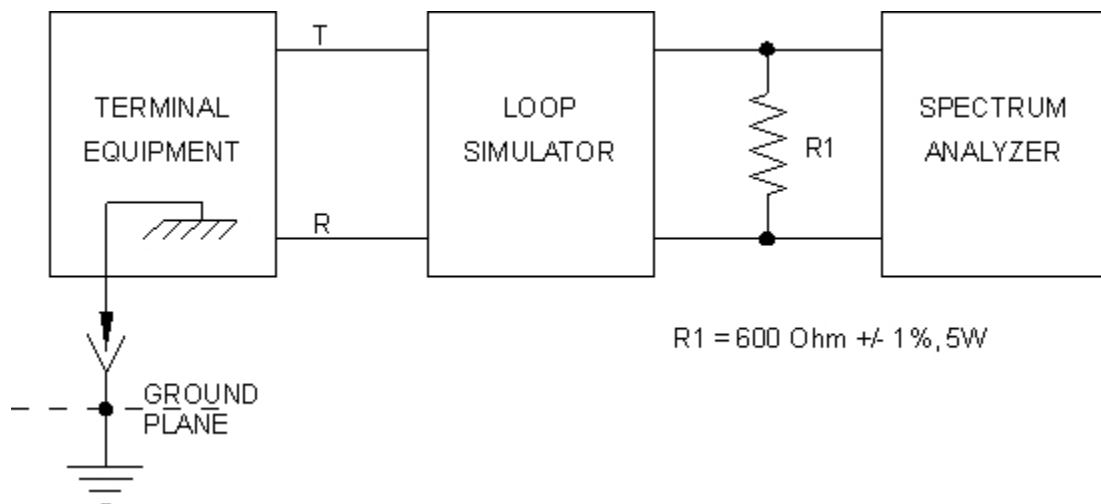 T
TERMINAL
EQUIPMENT
LOOP
SIMULATOR
R1
SPECTRUM
ANALYZER
R
R1 = 600 Ohm +/- 1%, 5W
GROUND
PLANE